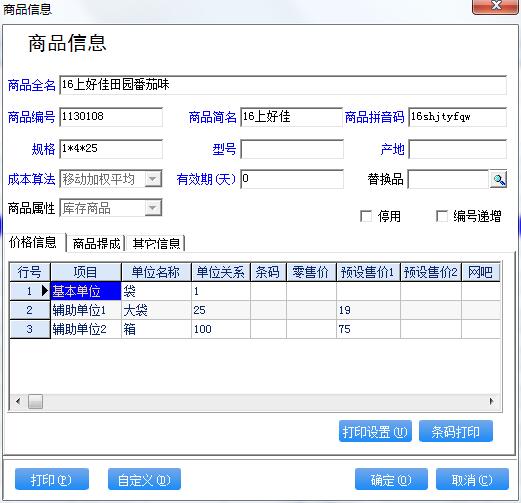 商品信息
商品信息
商品全名 16上好佳田园番茄味
商品编号 1130108 商品简名 16上好佳 商品拼音码 16shjtyfqw
规格 1*4*25 型号 产地
成本算法 移动加权平均 有效期(天) 0 替换品
商品属性 库存商品 停用 编号递增
价格信息 商品提成 其它信息
行号 项目 单位名称 单位关系 条码 零售价 预设售价1 预设售价2 网吧
1 基本单位 袋 1
2 辅助单位1 大袋 25 19
3 辅助单位2 箱 100 75
打印设置(U) 条码打印
打印(P) 自定义(D) 确定(O) 取消(C)